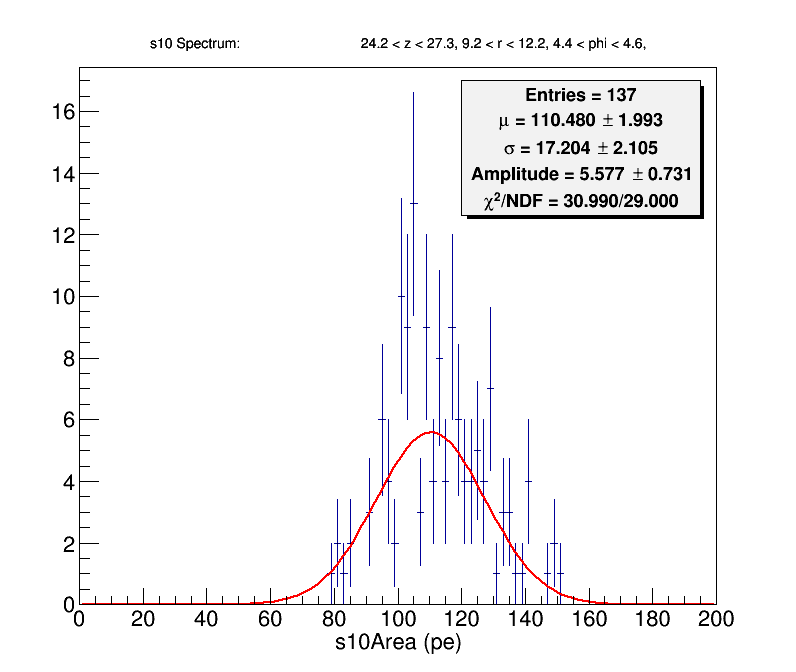 s10 Spectrum: 24.2 < z < 27.3, 9.2 < r < 12.2, 4.4 < phi < 4.6,
Entries = 137
μ = 110.480 ± 1.993
σ = 17.204 ± 2.105
Amplitude = 5.577 ± 0.731
χ²/NDF = 30.990/29.000
16
14
12
10
8
6
4
2
0
0 20 40 60 80 100 120 140 160 180 200
s10Area (pe)